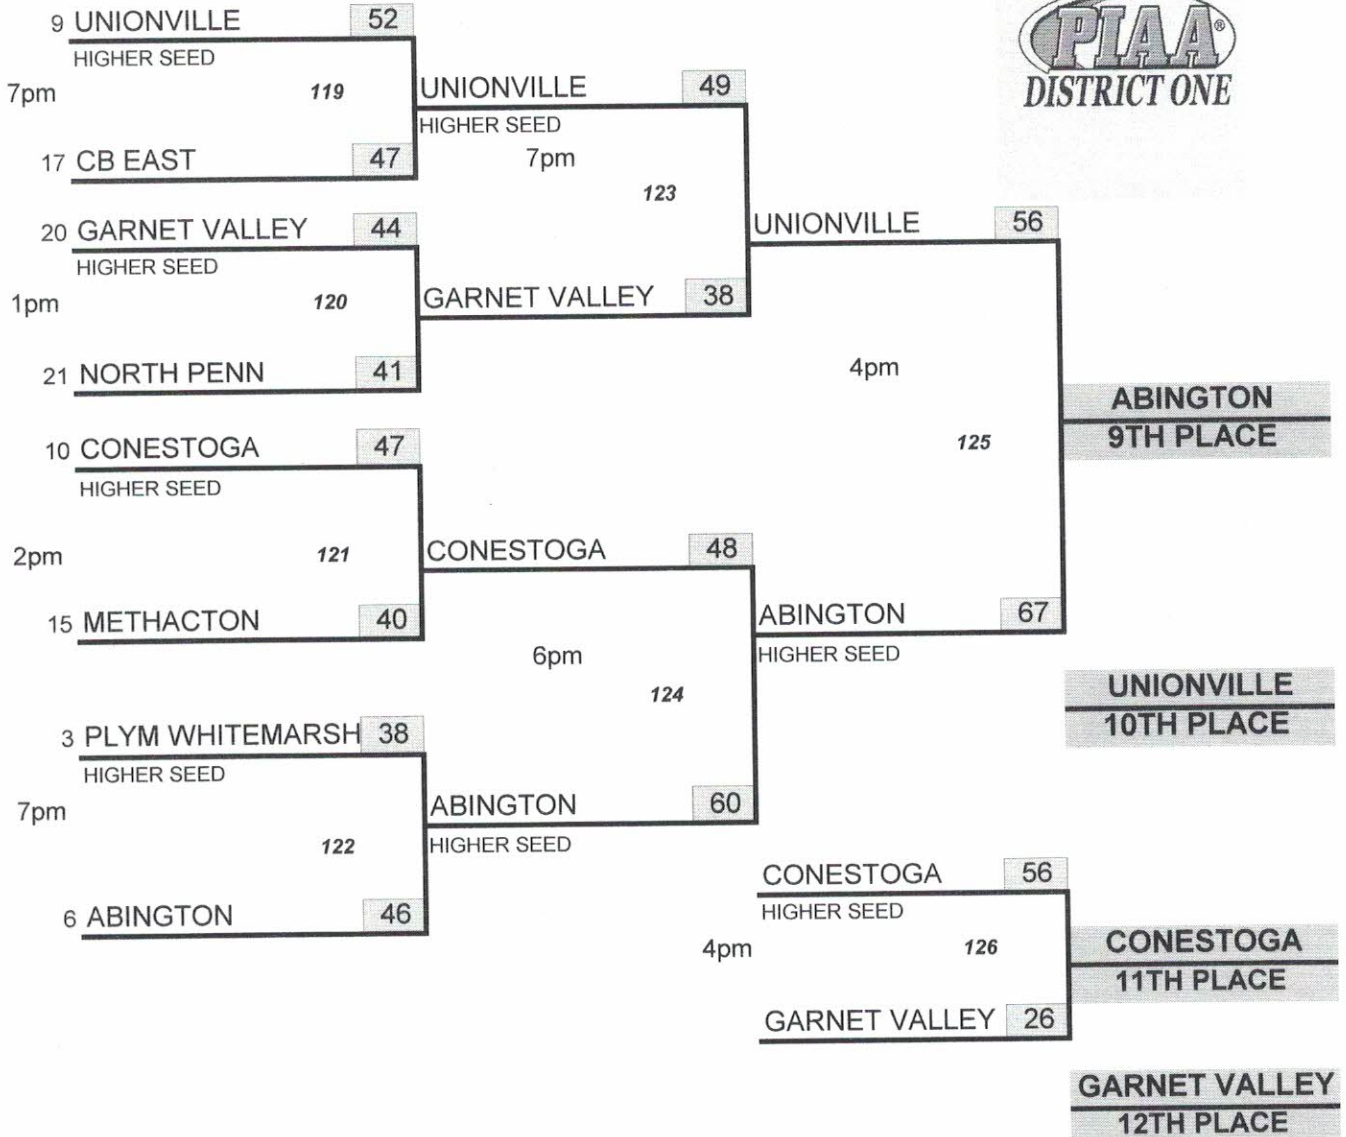 PIAA®
DISTRICT ONE
9 UNIONVILLE 52
HIGHER SEED
7pm 119
17 CB EAST 47
UNIONVILLE 49
HIGHER SEED
7pm
123
20 GARNET VALLEY 44
HIGHER SEED
1pm 120
21 NORTH PENN 41
GARNET VALLEY 38
UNIONVILLE 56
4pm
125
10 CONESTOGA 47
HIGHER SEED
2pm 121
15 METHACTON 40
CONESTOGA 48
6pm
124
3 PLYM WHITEMARSH 38
HIGHER SEED
7pm
122
6 ABINGTON 46
ABINGTON 60
HIGHER SEED
ABINGTON 67
HIGHER SEED
ABINGTON
9TH PLACE
UNIONVILLE
10TH PLACE
CONESTOGA 56
HIGHER SEED
4pm 126
GARNET VALLEY 26
CONESTOGA
11TH PLACE
GARNET VALLEY
12TH PLACE